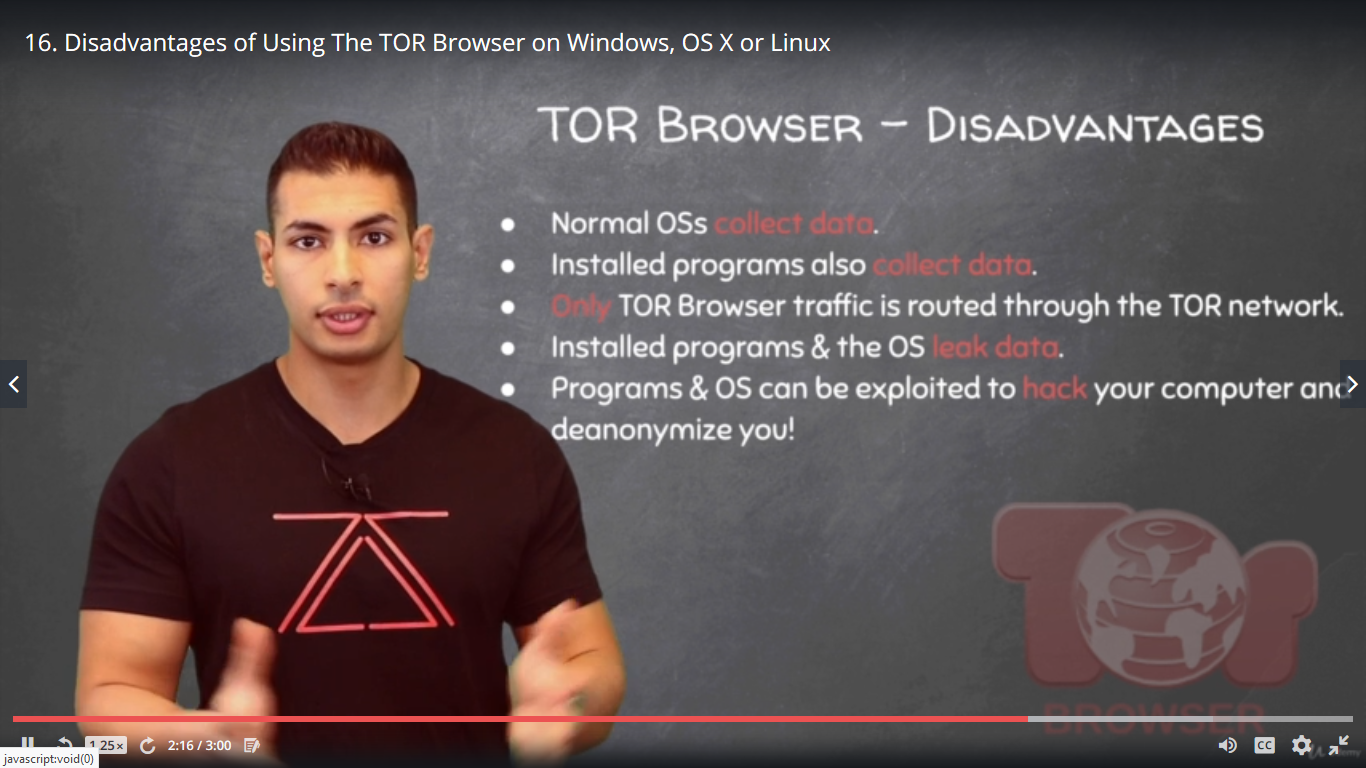 16. Disadvantages of Using The TOR Browser on Windows, OS X or Linux
TOR Browser - Disadvantages
Normal OSs collect data.
Installed programs also collect data.
Only TOR Browser traffic is routed through the TOR network.
Installed programs & the OS leak data.
Programs & OS can be exploited to hack your computer and
deanonymize you!
Tor
BROWSER
1.25x
2:16 / 3:00
CC
javascript:void(0)